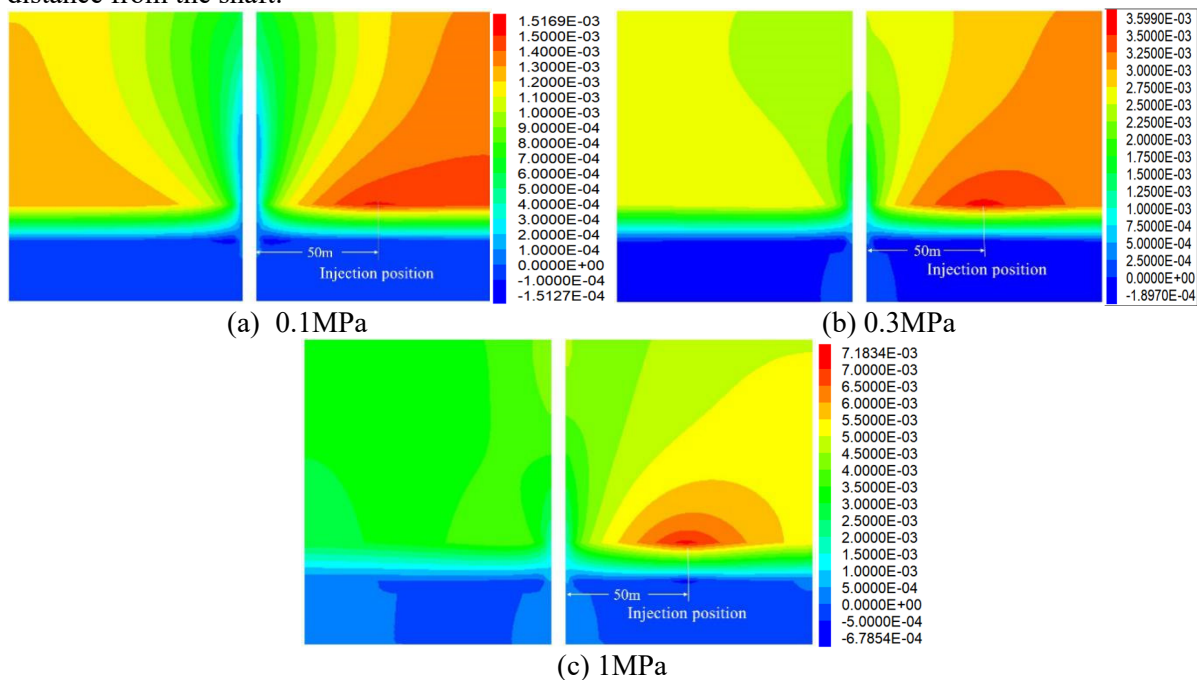 distance from the shaft.
1.5169E-03
1.5000E-03
1.4000E-03
1.3000E-03
1.2000E-03
1.1000E-03
1.0000E-03
9.0000E-04
8.0000E-04
7.0000E-04
6.0000E-04
5.0000E-04
4.0000E-04
3.0000E-04
2.0000E-04
1.0000E-04
0.0000E+00
-1.0000E-04
-1.5127E-04
50m
Injection position
(a) 0.1MPa
3.5990E-03
3.5000E-03
3.2500E-03
3.0000E-03
2.7500E-03
2.5000E-03
2.2500E-03
2.0000E-03
1.7500E-03
1.5000E-03
1.2500E-03
1.0000E-03
7.5000E-04
5.0000E-04
2.5000E-04
0.0000E+00
-1.8970E-04
50m
Injection position
(b) 0.3MPa
7.1834E-03
7.0000E-03
6.5000E-03
6.0000E-03
5.5000E-03
5.0000E-03
4.5000E-03
4.0000E-03
3.5000E-03
3.0000E-03
2.5000E-03
2.0000E-03
1.5000E-03
1.0000E-03
5.0000E-04
0.0000E+00
-5.0000E-04
-6.7854E-04
50m
Injection position
(c) 1MPa